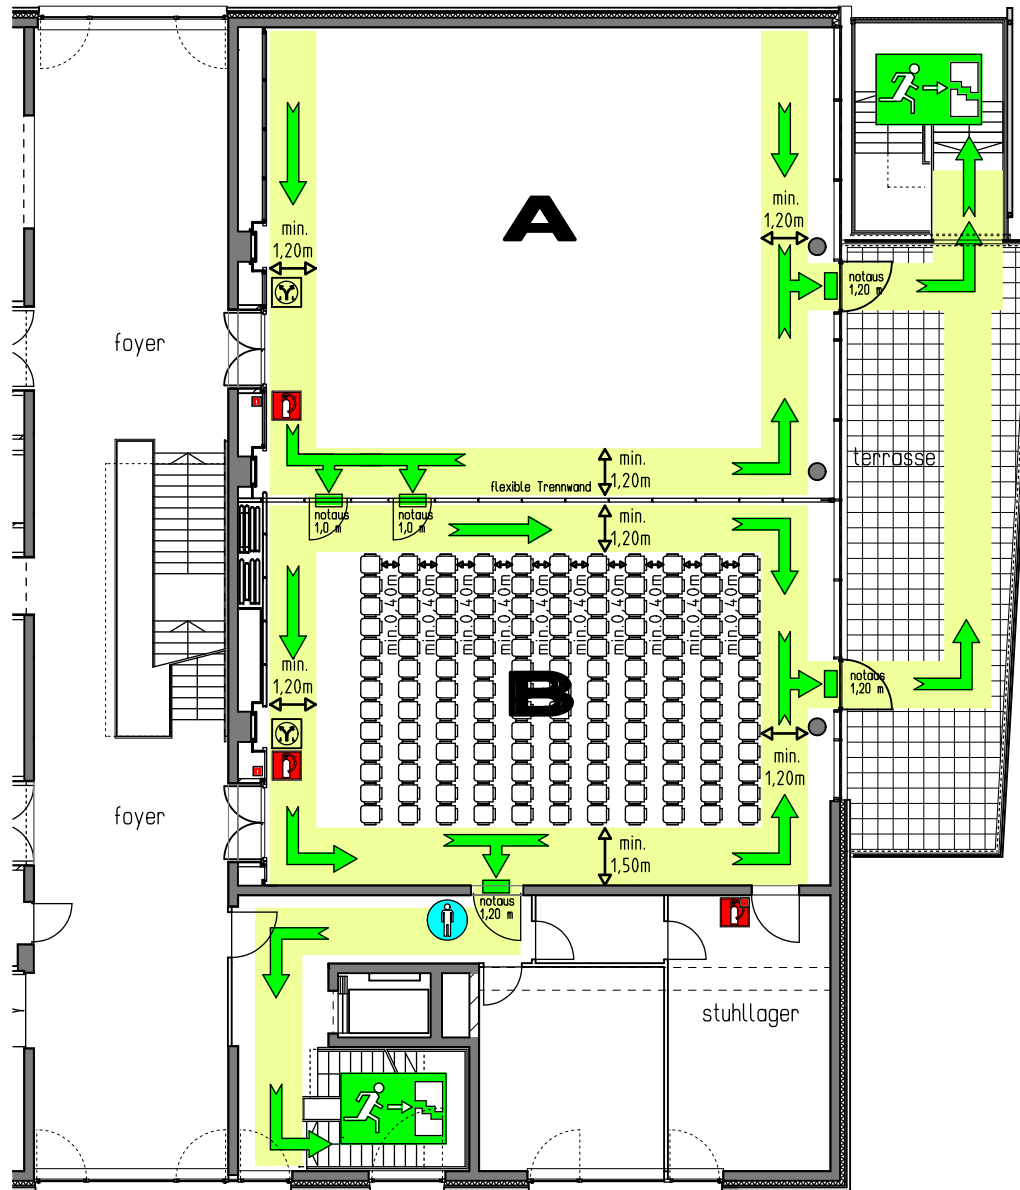 A
min.
1,20m
min.
1,20m
notaus
1,20 m
foyer
terrasse
min.
1,20m
flexible Trennwand
notaus
1,0 m
notaus
1,0 m
min.
1,20m
min.0,40m
min.0,40m
min.0,40m
min.0,40m
min.0,40m
min.0,40m
min.0,40m
min.0,40m
min.0,40m
min.0,40m
min.
1,20m
B
notaus
1,20 m
min.
1,20m
foyer
min.
1,50m
notaus
1,20 m
stuhllager